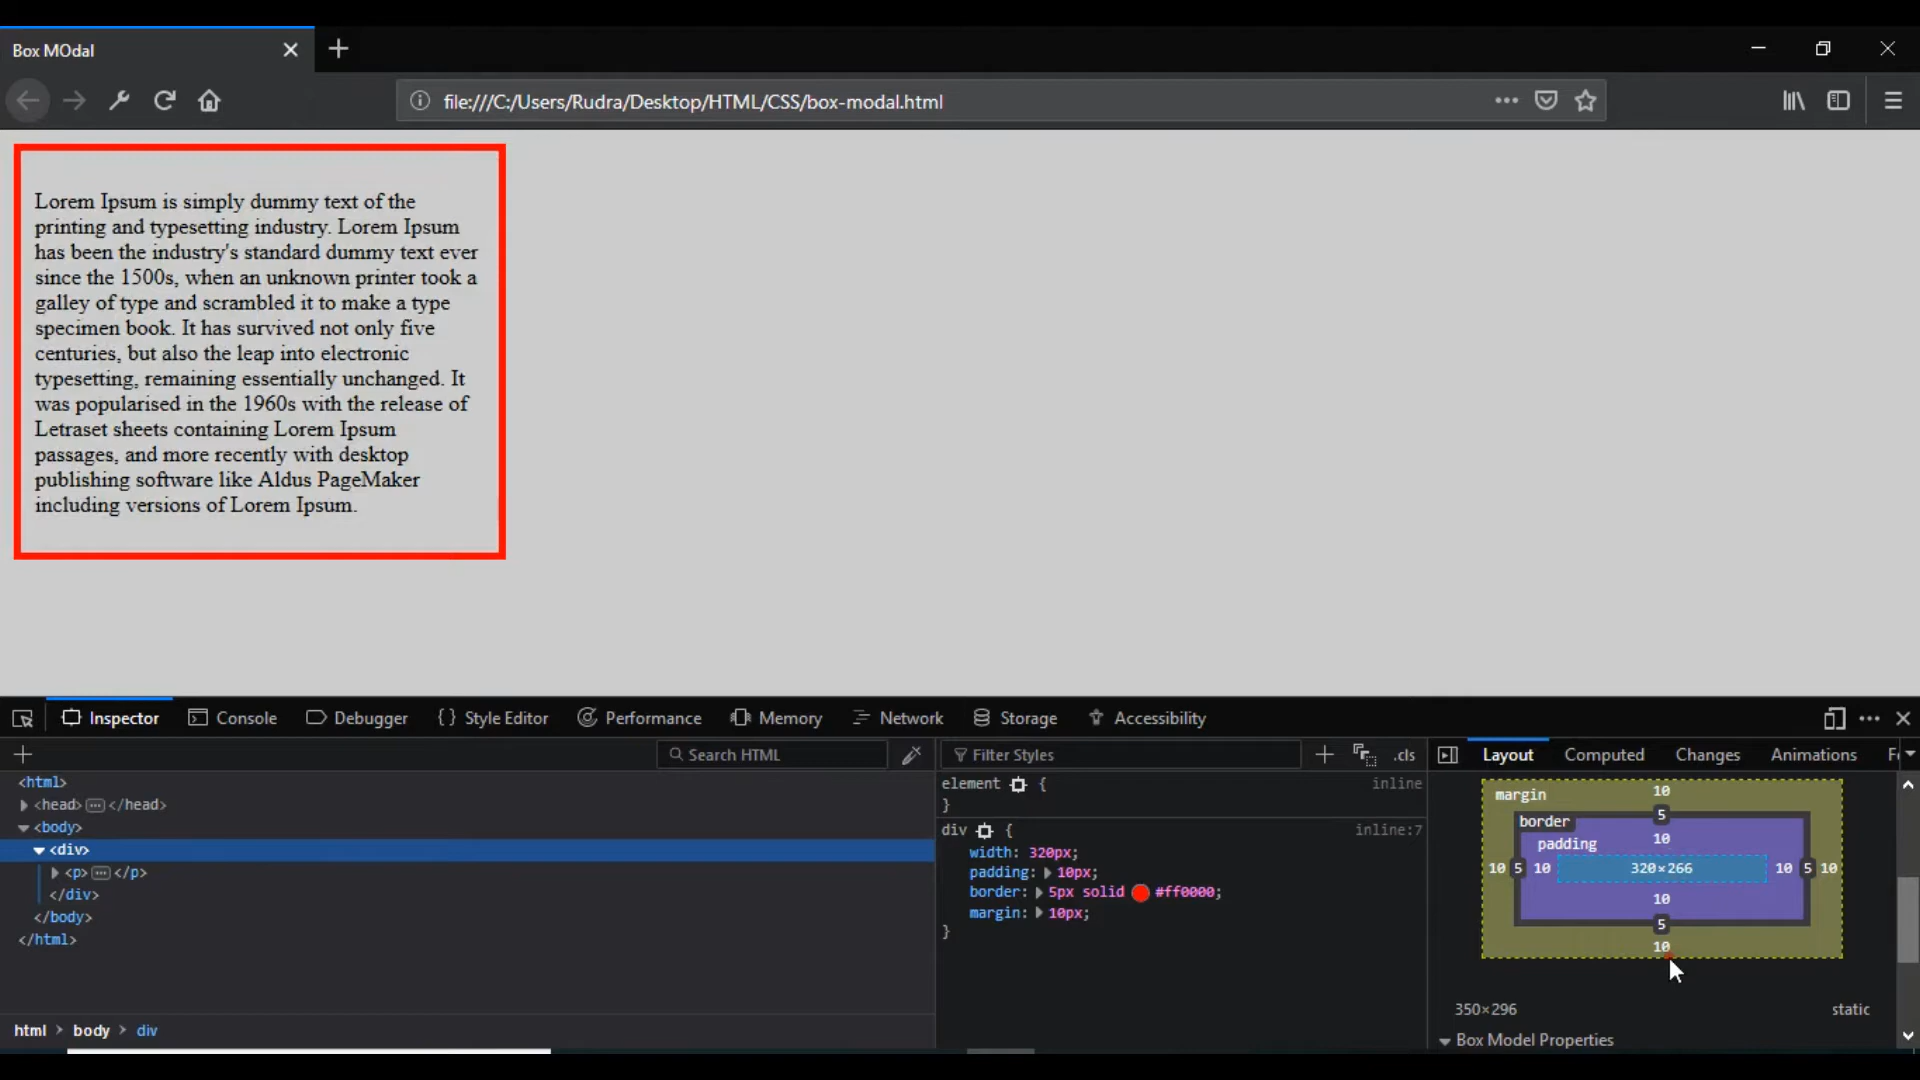 Box MOdal
file:///C:/Users/Rudra/Desktop/HTML/CSS/box-modal.html
Lorem Ipsum is simply dummy text of the
printing and typesetting industry. Lorem Ipsum
has been the industry's standard dummy text ever
since the 1500s, when an unknown printer took a
galley of type and scrambled it to make a type
specimen book. It has survived not only five
centuries, but also the leap into electronic
typesetting, remaining essentially unchanged. It
was popularised in the 1960s with the release of
Letraset sheets containing Lorem Ipsum
passages, and more recently with desktop
publishing software like Aldus PageMaker
including versions of Lorem Ipsum.
Inspector Console Debugger {} Style Editor Performance Memory Network Storage Accessibility
Search HTML
<html>
<head> </head>
<body>
<div>
<p> </p>
</div>
</body>
</html>
html > body > div
Filter Styles .cls
element { inline
}
div { inline:7
width: 320px;
padding: 10px;
border: 5px solid #ff0000;
margin: 10px;
}
Layout Computed Changes Animations
margin 10
border 5
padding 10
10 5 10 320×266 10 5 10
10
5
10
350×296 static
Box Model Properties